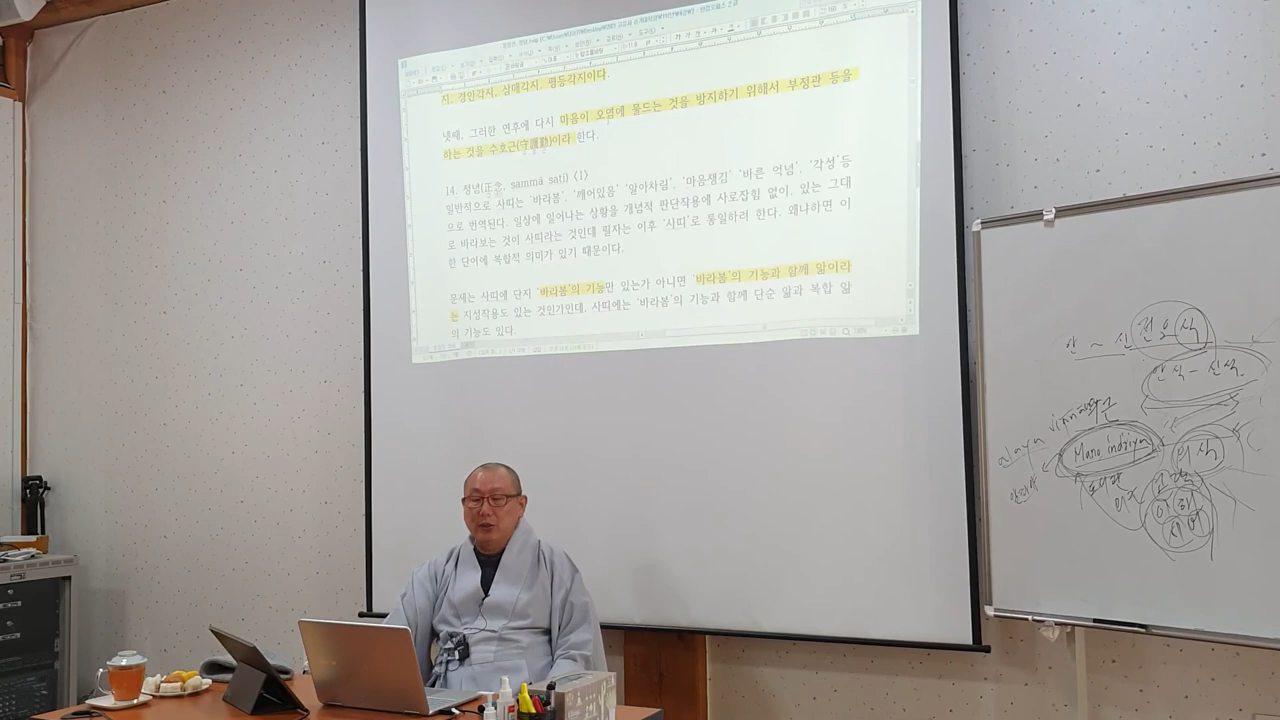 지, 경안각지, 삼매각지, 평등각지이다.
넷째, 그러한 연후에 다시 마음이 오염에 물드는 것을 방지하기 위해서 부정관 등을
하는 것을 수호근(守護勤)이라 한다.
14. 정념(正念, sammā sati) 《1》
일반적으로 사띠는 '바라봄', '깨어있음' '알아차림', '마음챙김' '바른 억념', '각성'등
으로 번역된다. 일상에 일어나는 상황을 개념적 판단작용에 사로잡힘 없이, 있는 그대
로 바라보는 것이 사띠라는 것인데 필자는 이후 '사띠'로 통일하려 한다. 왜냐하면 이
한 단어에 복합적 의미가 있기 때문이다.
문제는 사띠에 단지 '바라봄'의 기능만 있는가 아니면 '바라봄'의 기능과 함께 앎이라
는 지성작용도 있는 것인가인데, 사띠에는 '바라봄'의 기능과 함께 단순 앎과 복합 앎
의 기능도 있다.
안 ~ 신 전오식
안식 - 신식
Mano indriya
의식